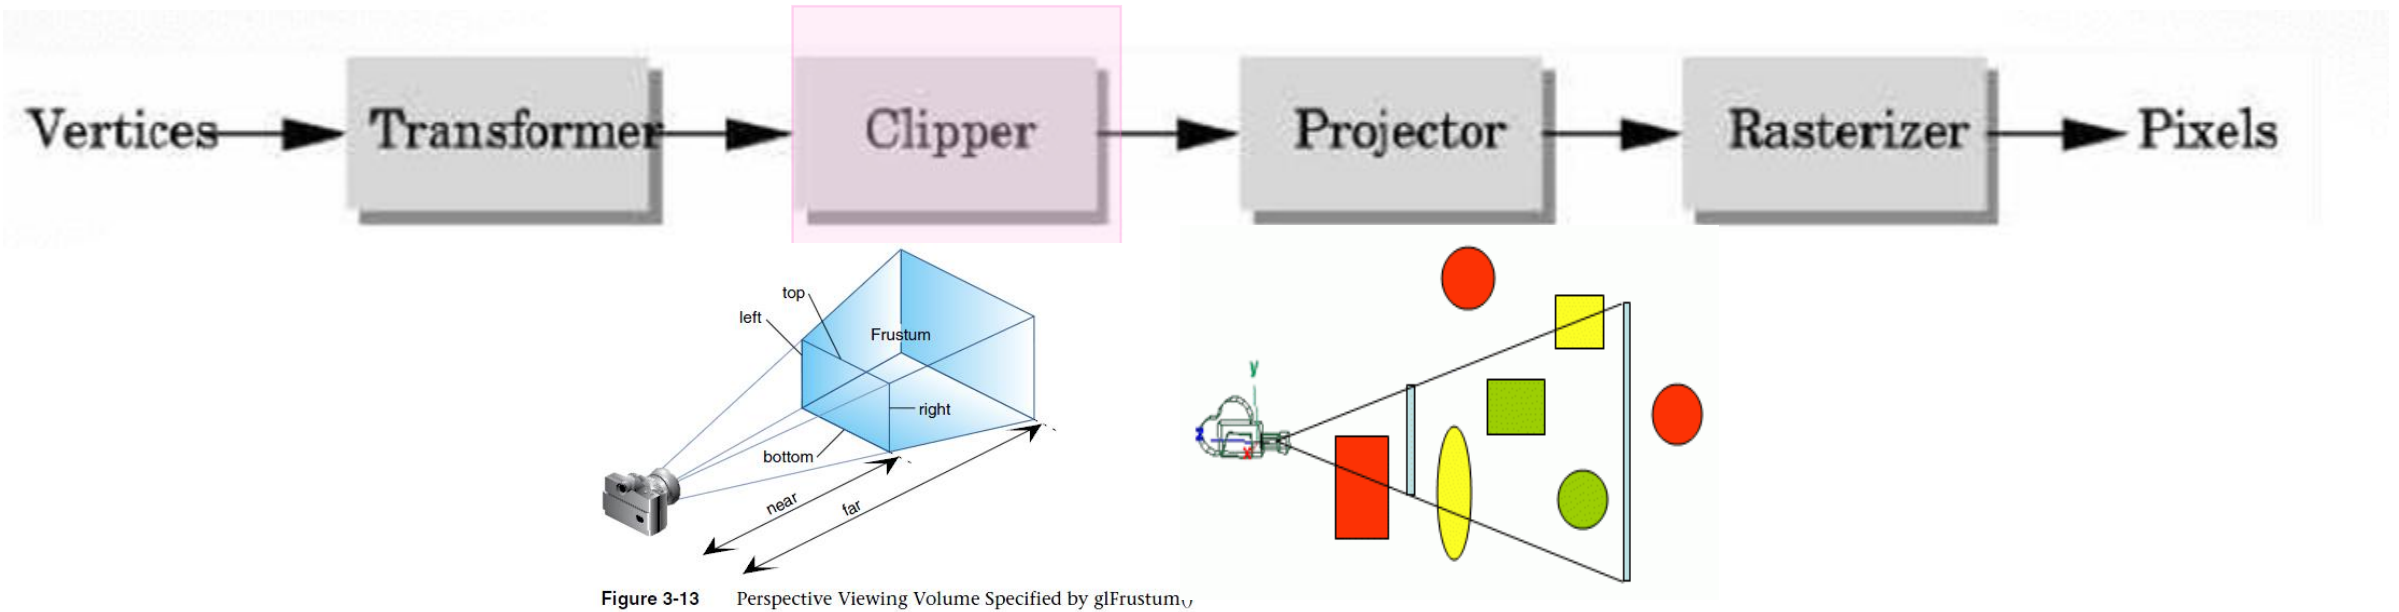 Vertices
Transformer
Clipper
Projector
Rasterizer
Pixels
top
left
Frustum
right
bottom
near
far
y
z
x
Figure 3-13 Perspective Viewing Volume Specified by glFrustum()